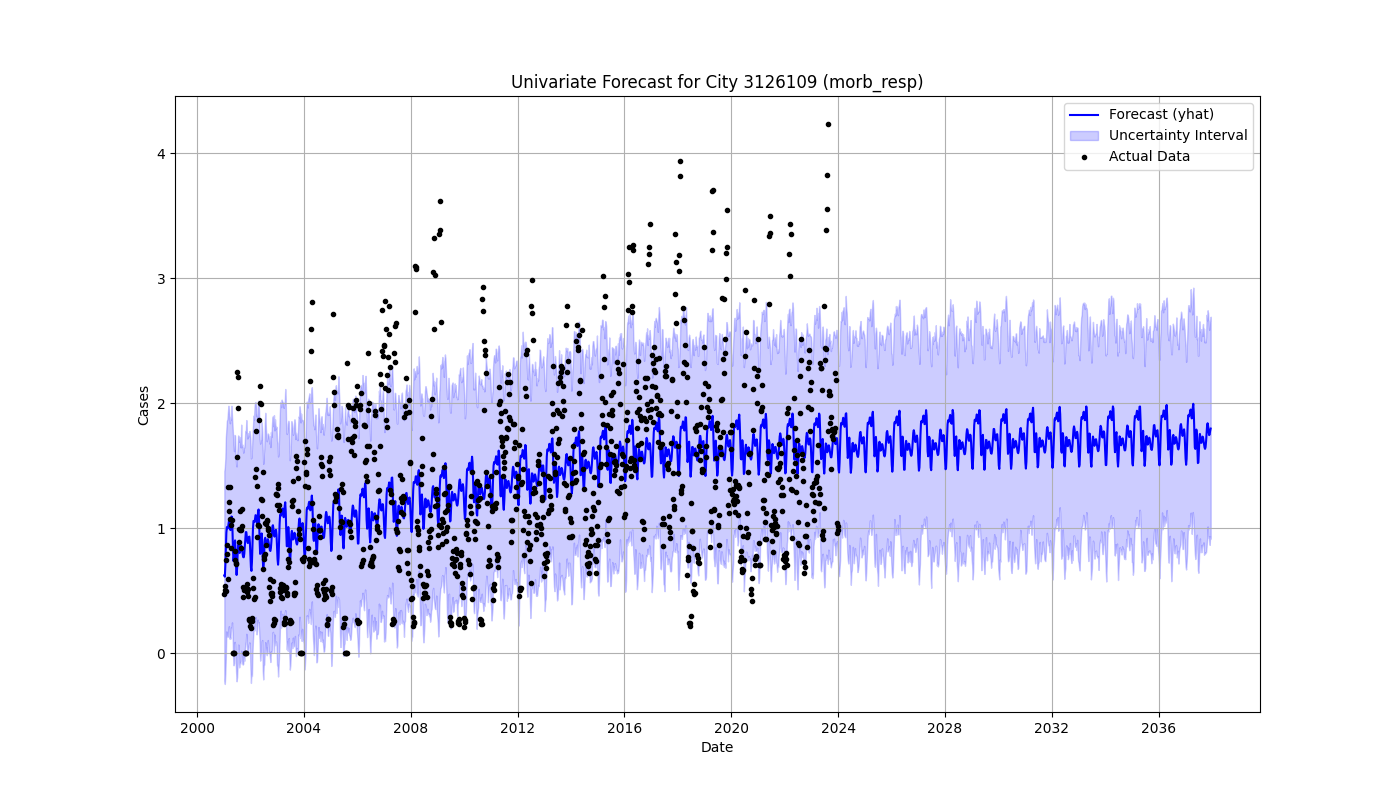 Univariate Forecast for City 3126109 (morb_resp)
Forecast (yhat)
Uncertainty Interval
Actual Data
Cases
4
3
2
1
0
2000 2004 2008 2012 2016 2020 2024 2028 2032 2036
Date